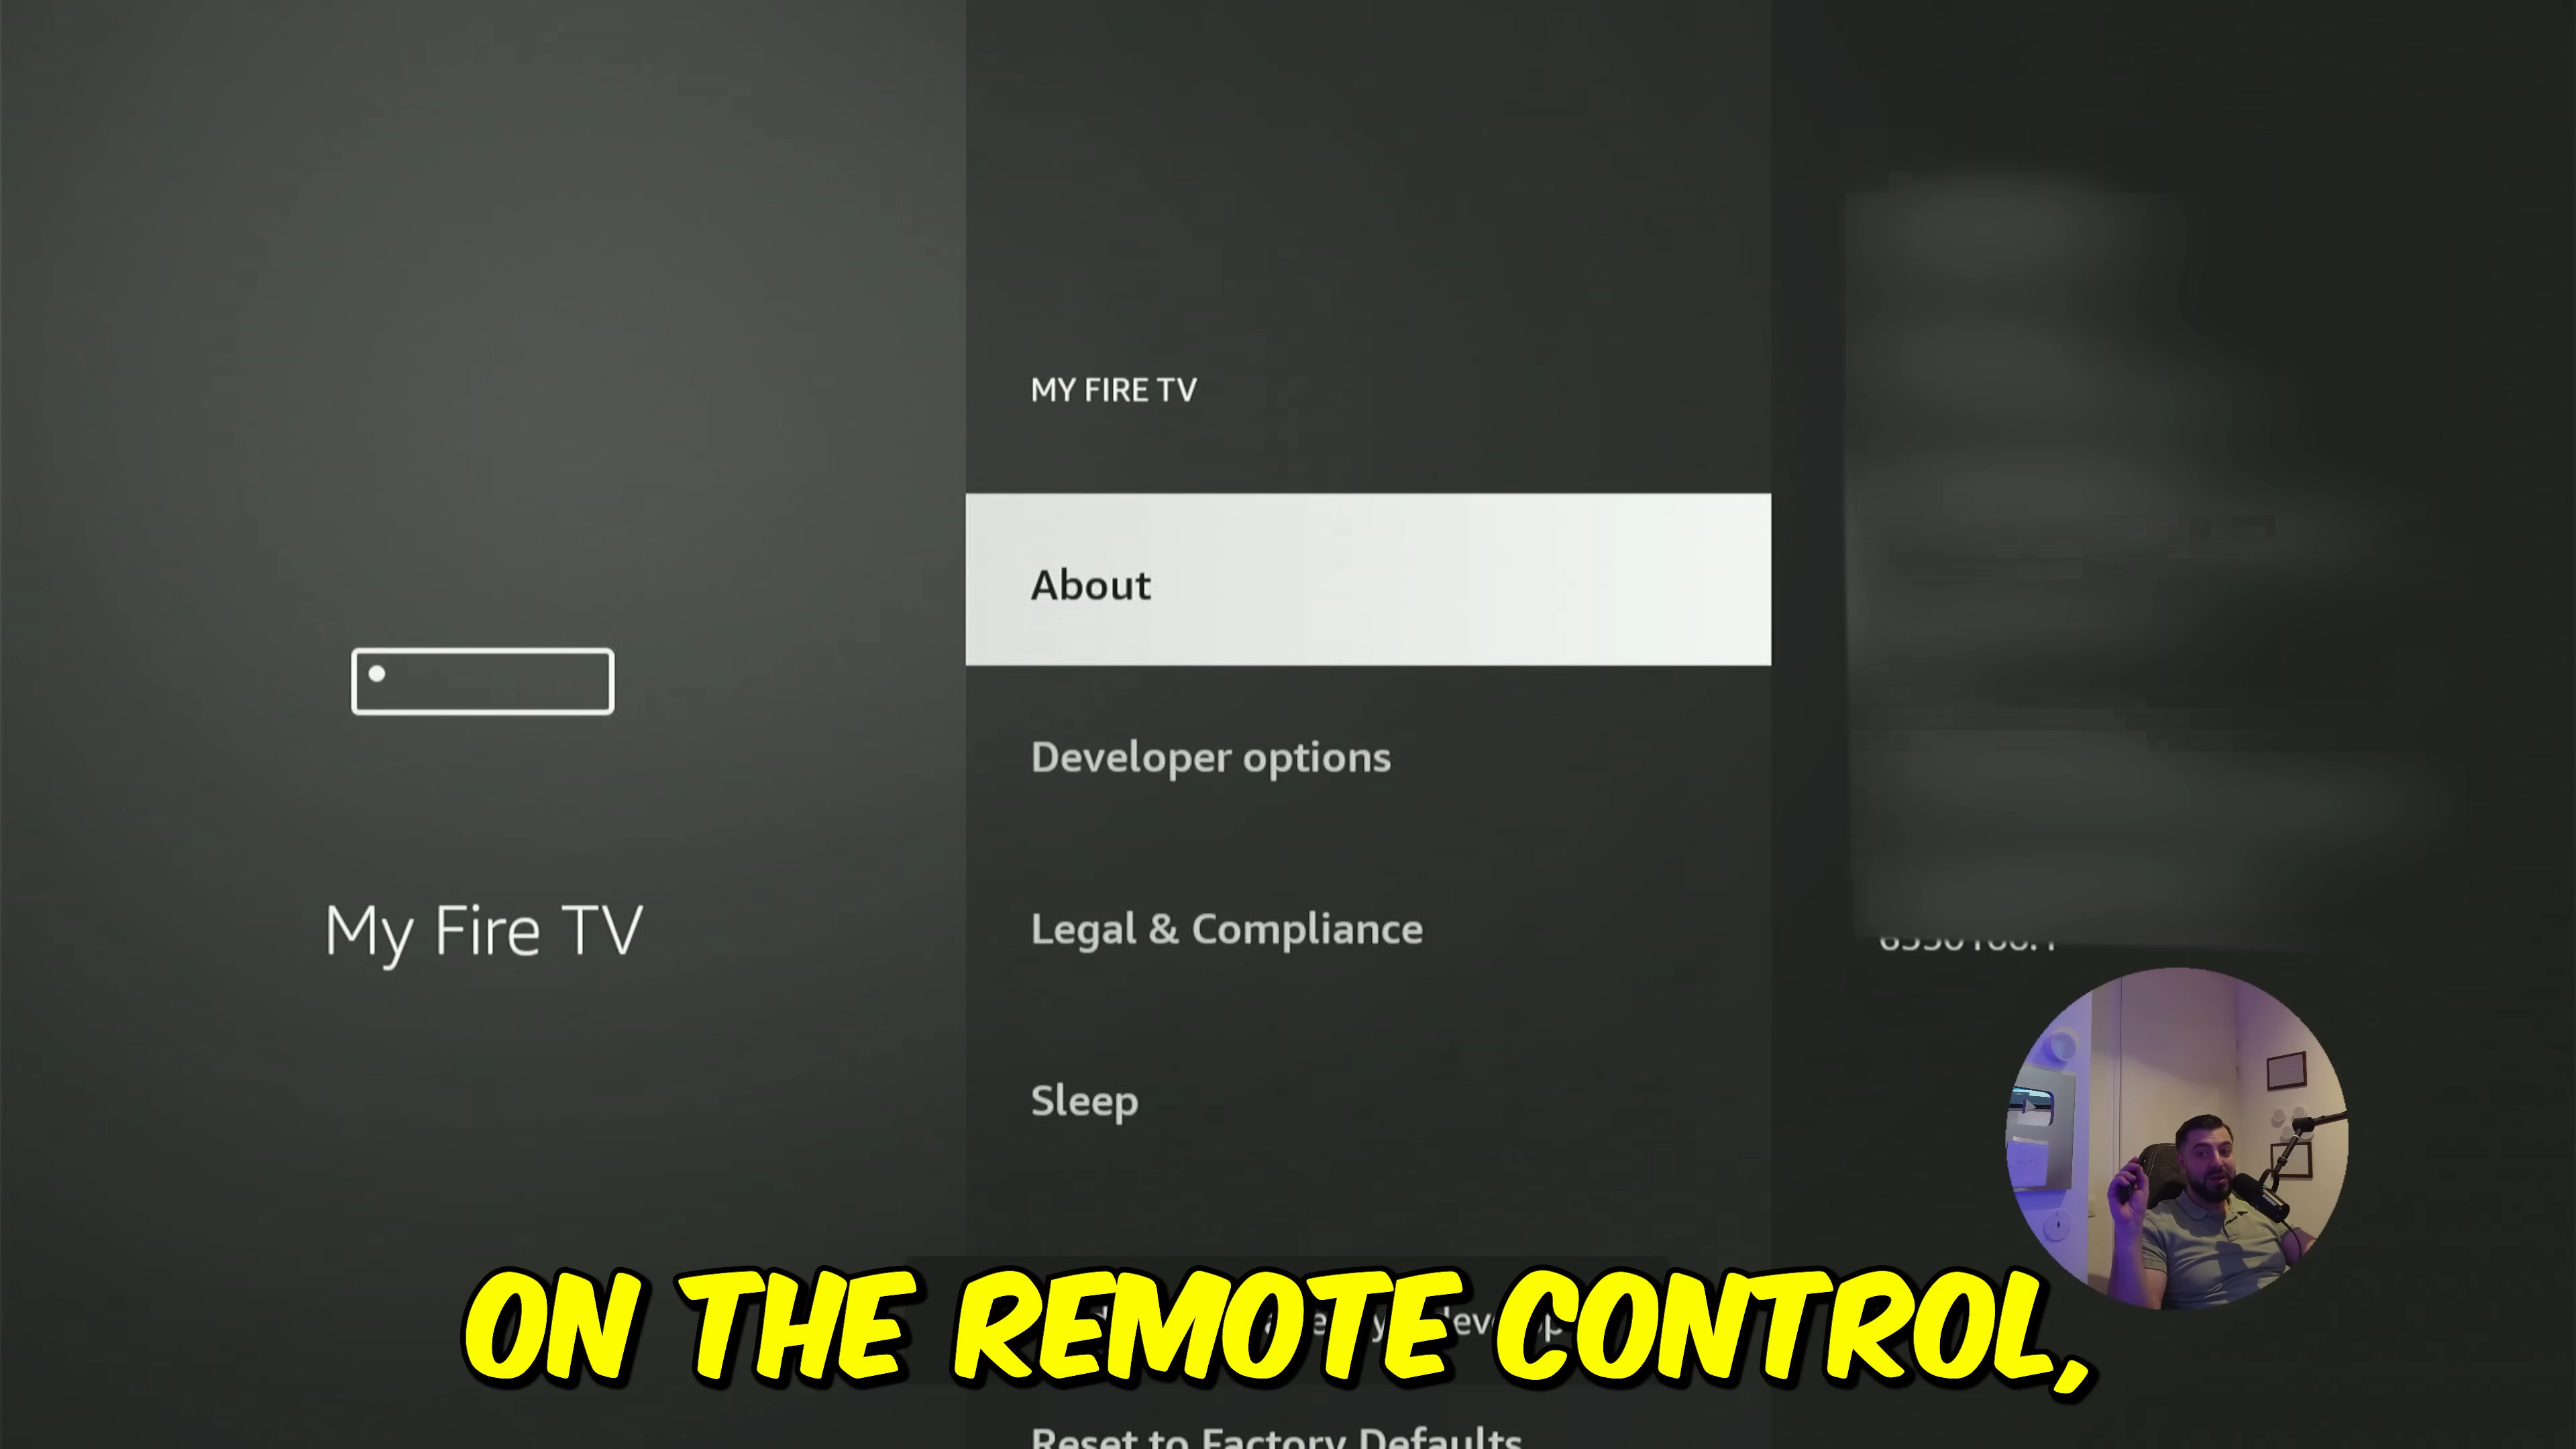 MY FIRE TV
About
Developer options
Legal & Compliance
Sleep
Reset to Factory Defaults
My Fire TV
ON THE REMOTE CONTROL,